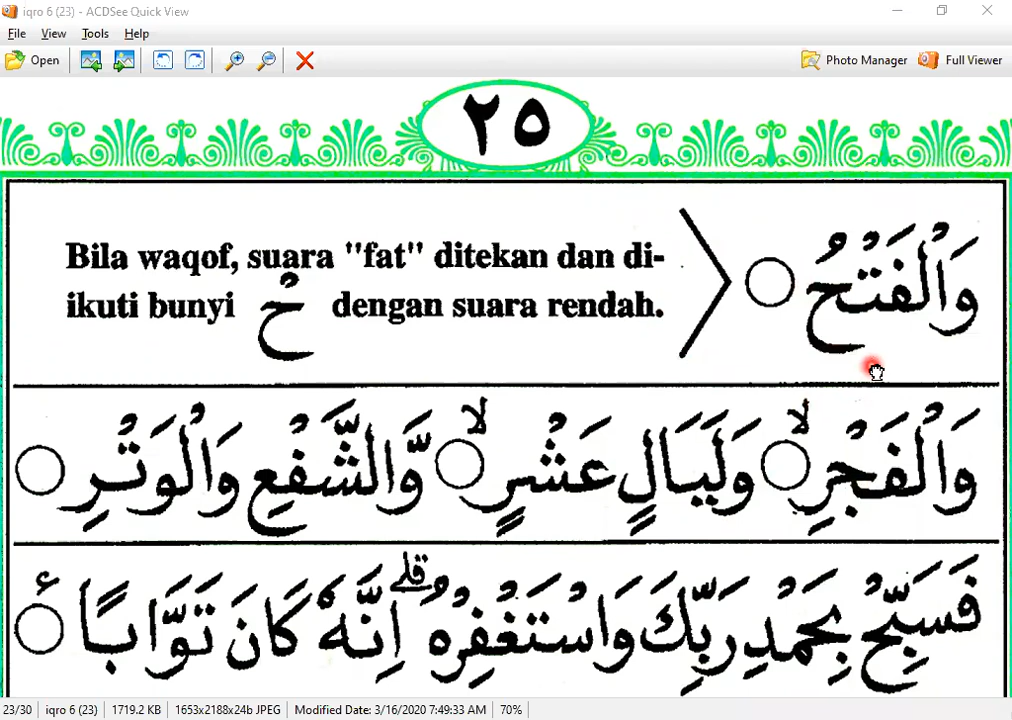 iqro 6 (23) - ACDSee Quick View
File View Tools Help
Open Photo Manager Full Viewer
٢٥
وَالْفَتْحُ
Bila waqof, suara "fat" ditekan dan di-
ikuti bunyi حْ dengan suara rendah.
وَالْفَجْرِۙ وَلَيَالٍ عَشْرٍۙ وَّالشَّفْعِ وَالْوَتْرِ
فَسَبِّحْ بِحَمْدِ رَبِّكَ وَاسْتَغْفِرْهُۗ اِنَّهٗ كَانَ تَوَّابًا ࣖ
23/30 iqro 6 (23) 1719.2 KB 1653x2188x24b JPEG Modified Date: 3/16/2020 7:49:33 AM 70%